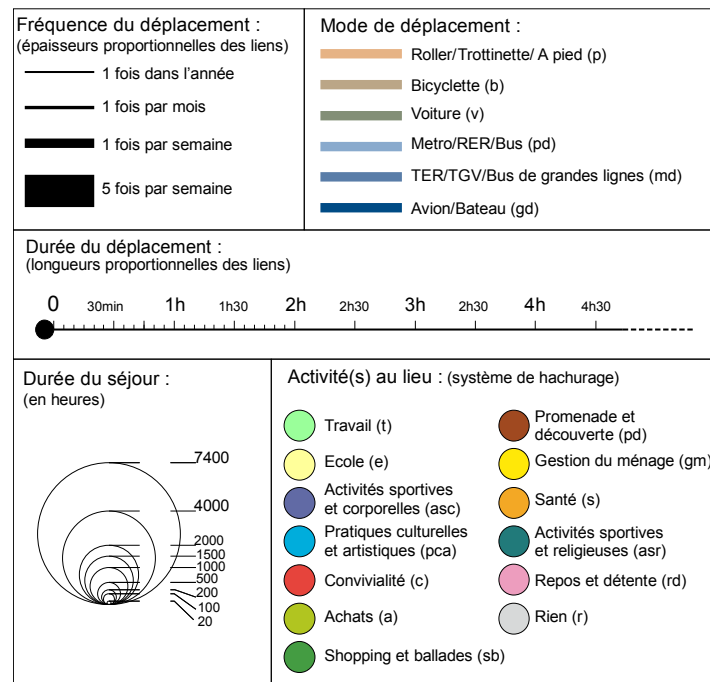 Fréquence du déplacement :
(épaisseurs proportionnelles des liens)
1 fois dans l'année
1 fois par mois
1 fois par semaine
5 fois par semaine
Mode de déplacement :
Roller/Trottinette/ A pied (p)
Bicyclette (b)
Voiture (v)
Metro/RER/Bus (pd)
TER/TGV/Bus de grandes lignes (md)
Avion/Bateau (gd)
Durée du déplacement :
(longueurs proportionnelles des liens)
0 30min 1h 1h30 2h 2h30 3h 2h30 4h 4h30
Durée du séjour :
(en heures)
7400
4000
2000
1500
1000
500
200
100
20
Activité(s) au lieu : (système de hachurage)
Travail (t)
Ecole (e)
Activités sportives
et corporelles (asc)
Pratiques culturelles
et artistiques (pca)
Convivialité (c)
Achats (a)
Shopping et ballades (sb)
Promenade et
découverte (pd)
Gestion du ménage (gm)
Santé (s)
Activités sportives
et religieuses (asr)
Repos et détente (rd)
Rien (r)